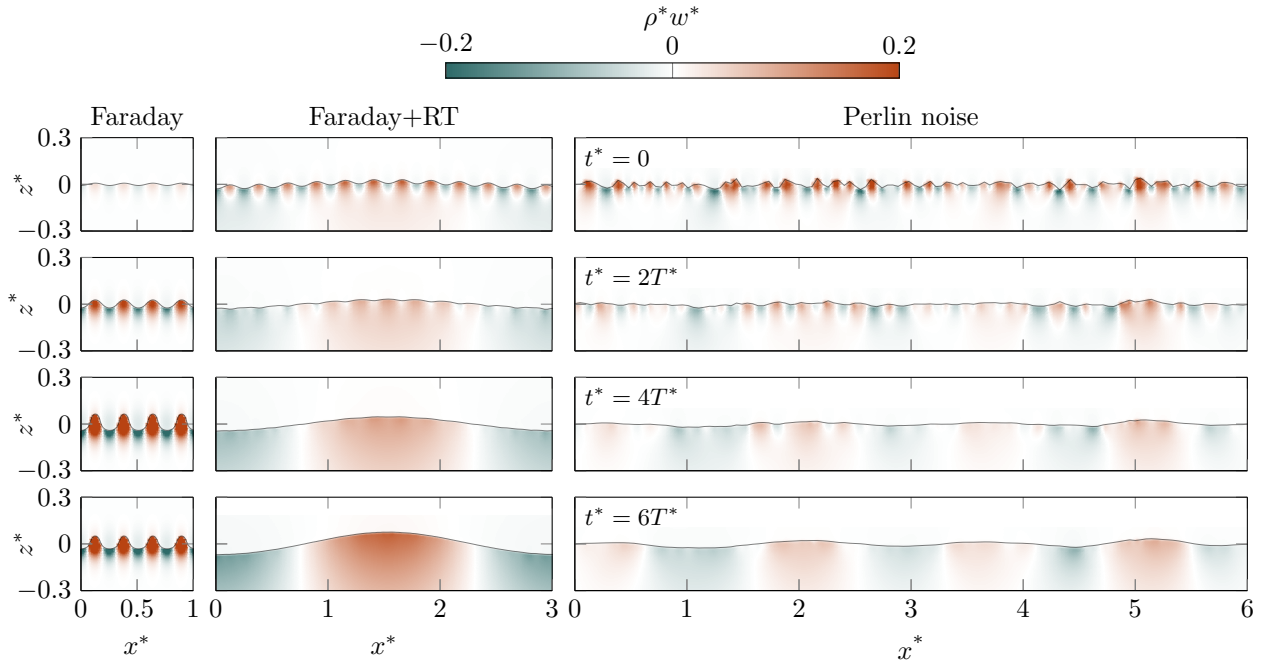 ρ*w*
−0.2 0 0.2
Faraday Faraday+RT Perlin noise
0.3
z* 0 t* = 0
−0.3
0.3
z* 0 t* = 2T*
−0.3
0.3
z* 0 t* = 4T*
−0.3
0.3
z* 0 t* = 6T*
−0.3
0 0.5 1 0 1 2 3 0 1 2 3 4 5 6
x* x* x*